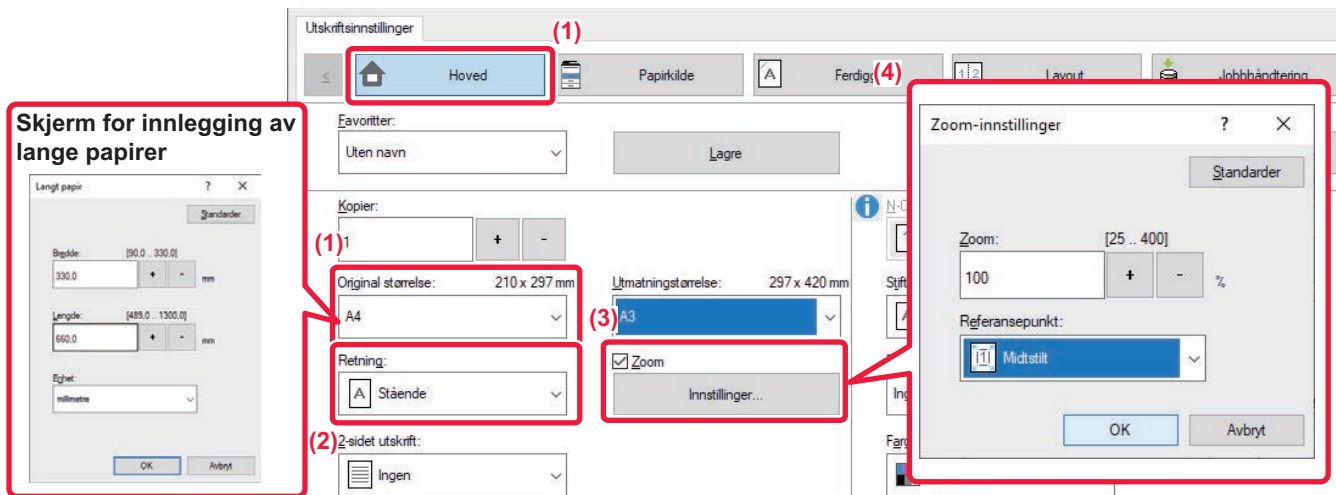 Utskriftsinnstillinger
(1)
Hoved
Papirkilde
Ferdigg
(4)
Layout
Jobbhåndtering
Skjerm for innlegging av
lange papirer
Langt papir
? X
Standarder
Bredde: [90.0 .. 330.0]
330.0 + - mm
Lengde: [489.0 .. 1300.0]
660.0 + - mm
Enhet:
millimetre
OK Avbryt
Favoritter:
Uten navn
Lagre
Kopier:
1 + -
(1)
Original størrelse: 210 x 297 mm
A4
Utmatningstørrelse: 297 x 420 mm
(3)
A3
Retning:
A Stående
Zoom
Innstillinger...
(2)
2-sidet utskrift:
Ingen
Stift
Zoom-innstillinger
? X
Standarder
Zoom: [25 .. 400]
100 + - %
Referansepunkt:
1 Midtstilt
OK Avbryt